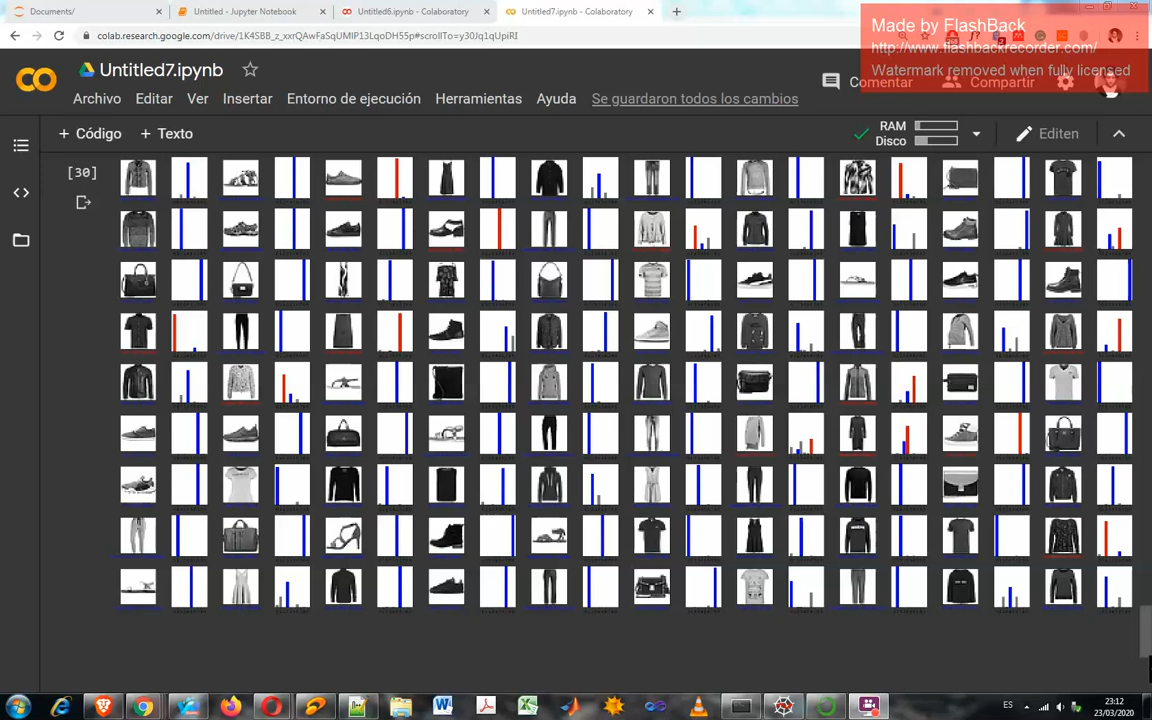 Documents/
Untitled - Jupyter Notebook
Untitled6.ipynb - Colaboratory
Untitled7.ipynb - Colaboratory
Made by FlashBack
http://www.flashbackrecorder.com/
Watermark removed when fully licensed
colab.research.google.com/drive/1K4SBB_z_xxrQAwFaSqUMIP13LqoDH55p#scrollTo=y30Jq1qUpiRI
Untitled7.ipynb
Comentar
Compartir
Archivo Editar Ver Insertar Entorno de ejecución Herramientas Ayuda Se guardaron todos los cambios
+ Código + Texto
RAM
Disco
Editen
[30]
ES
23:12
23/03/2020